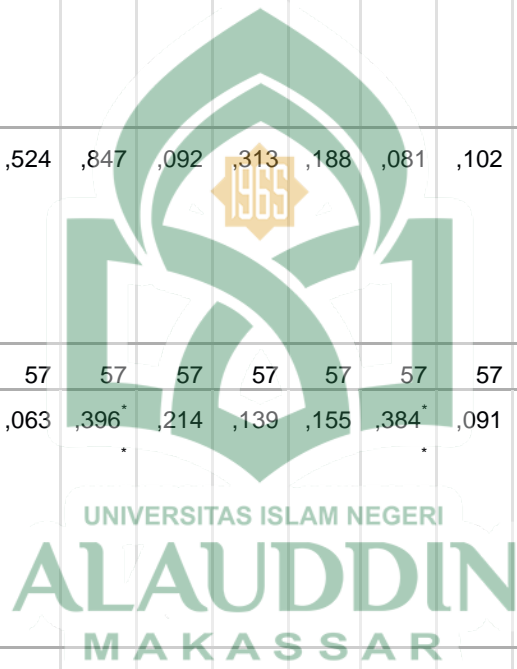 ,524 ,847 ,092 ,313 ,188 ,081 ,102
1965
57 57 57 57 57 57 57
,063 ,396* ,214 ,139 ,155 ,384* ,091
* *
UNIVERSITAS ISLAM NEGERI
ALAUDDIN
MAKASSAR